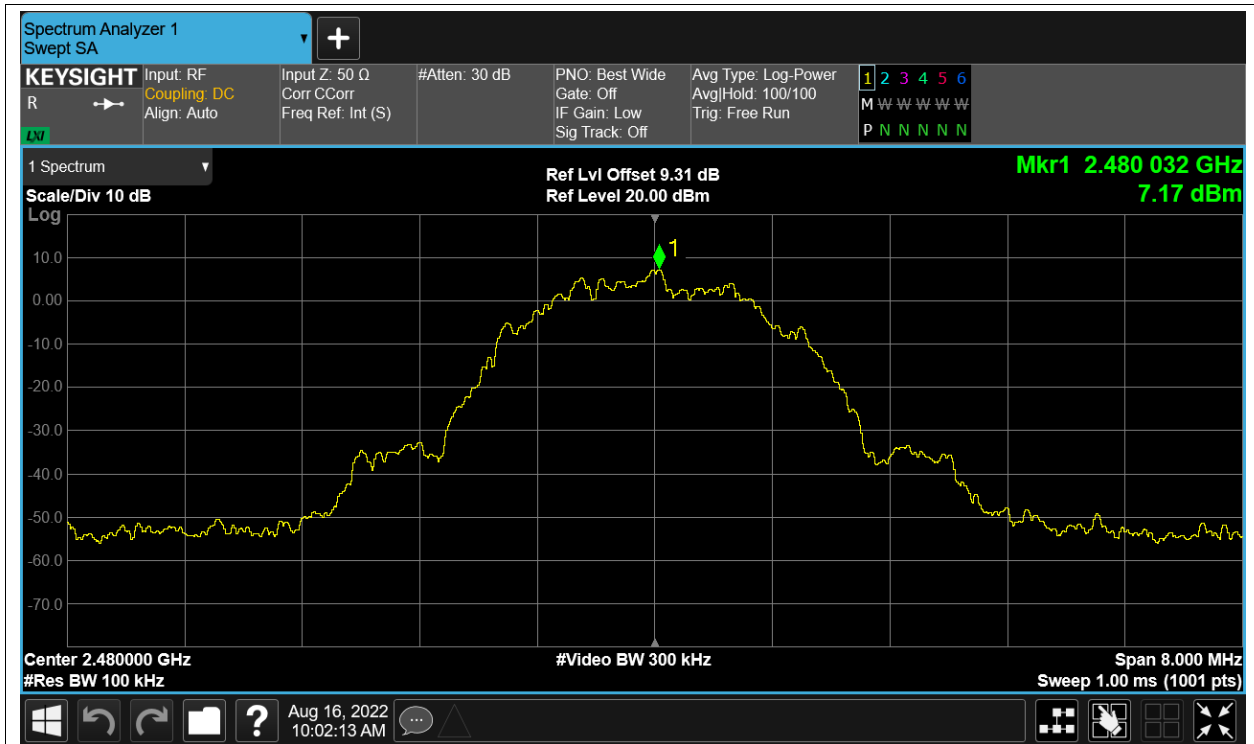 Spectrum Analyzer 1
Swept SA
KEYSIGHT
R
LXI
Input: RF
Coupling: DC
Align: Auto
Input Z: 50 Ω
Corr CCorr
Freq Ref: Int (S)
#Atten: 30 dB
PNO: Best Wide
Gate: Off
IF Gain: Low
Sig Track: Off
Avg Type: Log-Power
Avg|Hold: 100/100
Trig: Free Run
1 2 3 4 5 6
M W W W W W
P N N N N N
1 Spectrum
Scale/Div 10 dB
Ref Lvl Offset 9.31 dB
Ref Level 20.00 dBm
Mkr1 2.480 032 GHz
7.17 dBm
Log
1
10.0
0.00
-10.0
-20.0
-30.0
-40.0
-50.0
-60.0
-70.0
Center 2.480000 GHz
#Res BW 100 kHz
#Video BW 300 kHz
Span 8.000 MHz
Sweep 1.00 ms (1001 pts)
?
Aug 16, 2022
10:02:13 AM